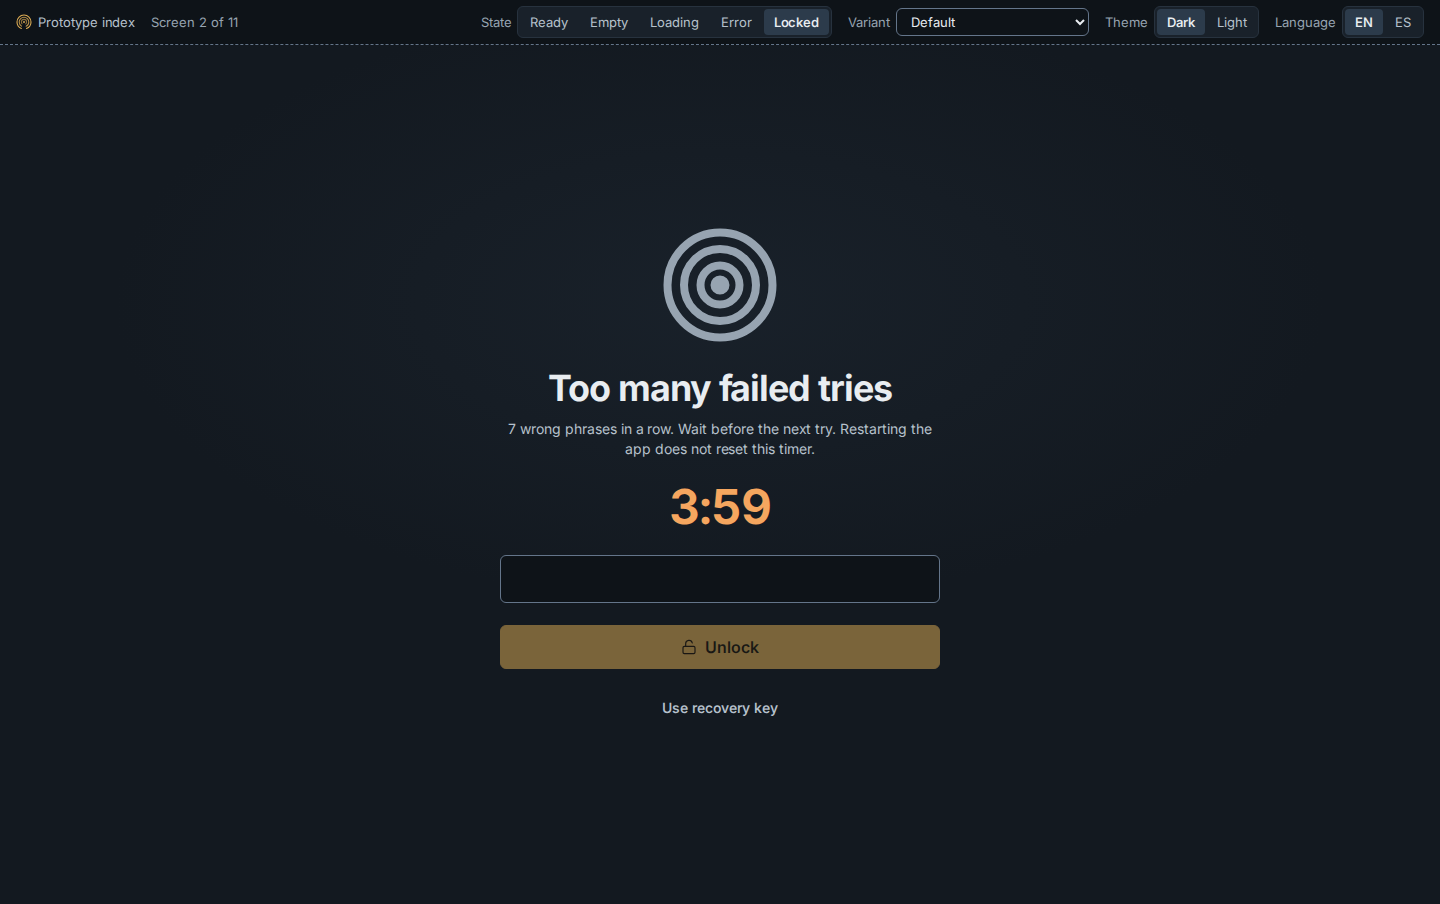 Prototype index
Screen 2 of 11
State
Ready
Empty
Loading
Error
Locked
Variant
Default
Theme
Dark
Light
Language
EN
ES
Too many failed tries
7 wrong phrases in a row. Wait before the next try. Restarting the
app does not reset this timer.
3:59
Unlock
Use recovery key